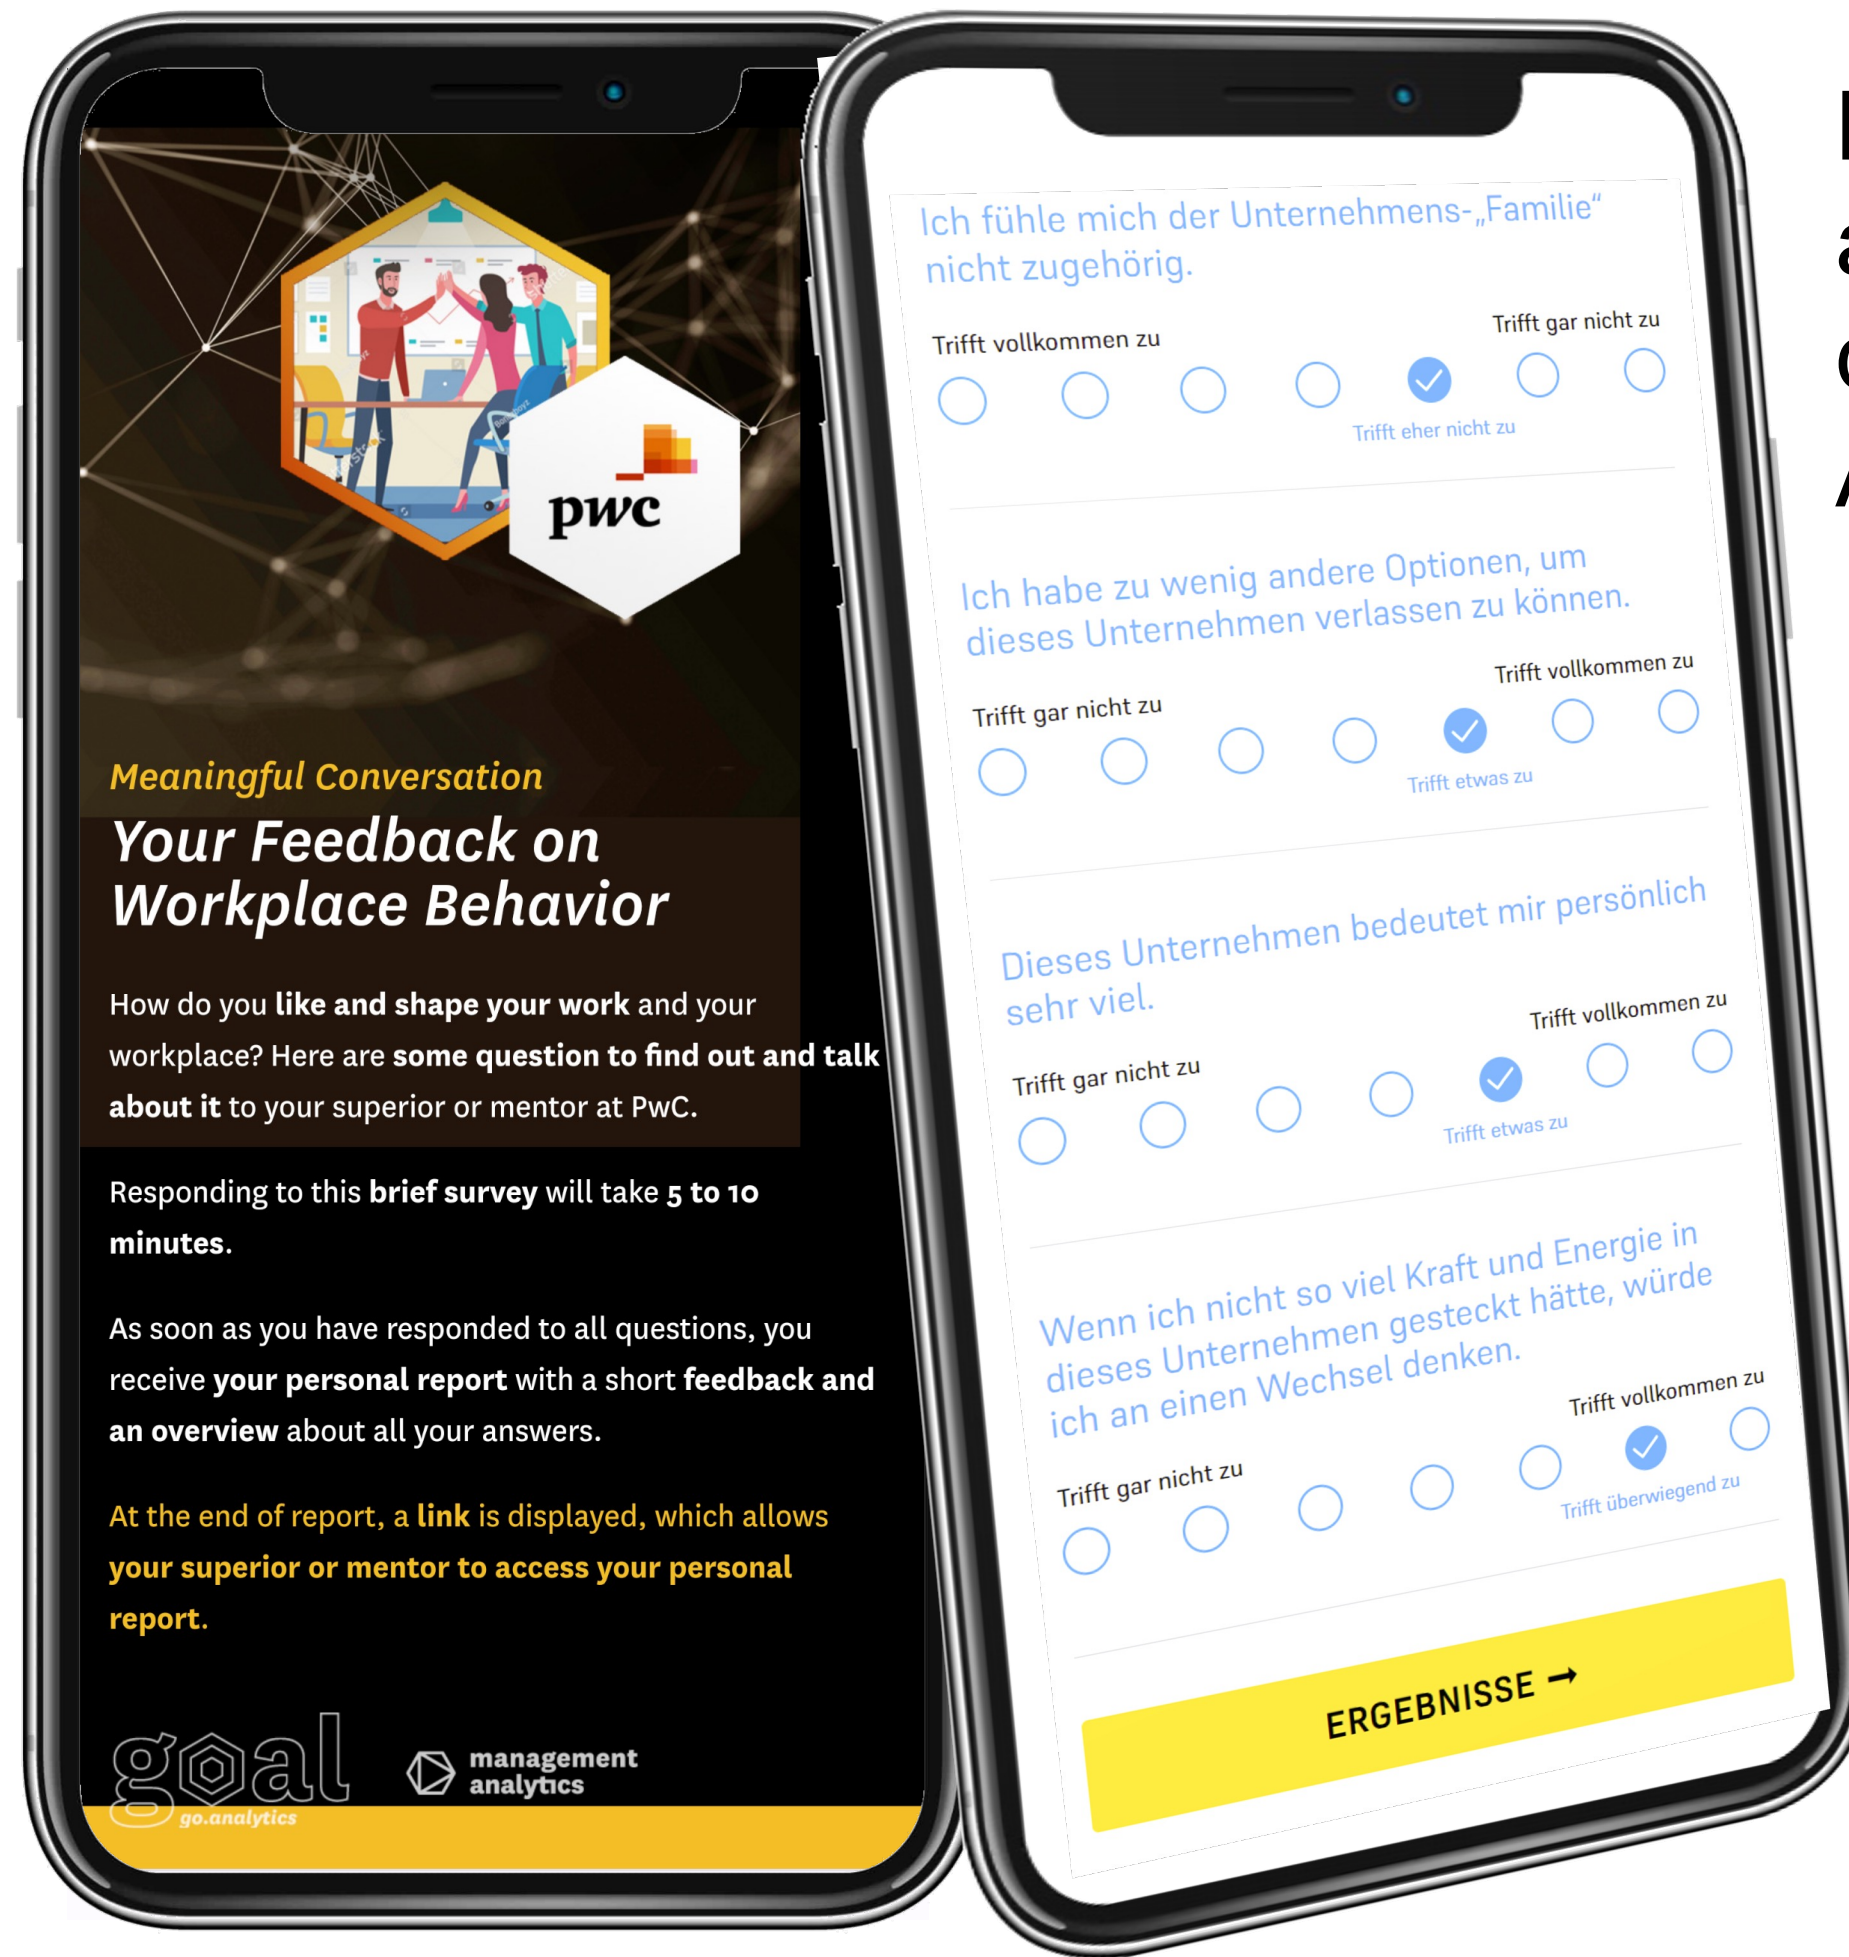 pwc
Meaningful Conversation
Your Feedback on
Workplace Behavior
How do you like and shape your work and your
workplace? Here are some question to find out and talk
about it to your superior or mentor at PwC.
Responding to this brief survey will take 5 to 10
minutes.
As soon as you have responded to all questions, you
receive your personal report with a short feedback and
an overview about all your answers.
At the end of report, a link is displayed, which allows
your superior or mentor to access your personal
report.
goal
go.analytics
management
analytics
Ich fühle mich der Unternehmens-„Familie“
nicht zugehörig.
Trifft vollkommen zu Trifft gar nicht zu
Trifft eher nicht zu
Ich habe zu wenig andere Optionen, um
dieses Unternehmen verlassen zu können.
Trifft gar nicht zu Trifft vollkommen zu
Trifft etwas zu
Dieses Unternehmen bedeutet mir persönlich
sehr viel.
Trifft gar nicht zu Trifft vollkommen zu
Trifft etwas zu
Wenn ich nicht so viel Kraft und Energie in
dieses Unternehmen gesteckt hätte, würde
ich an einen Wechsel denken.
Trifft gar nicht zu Trifft vollkommen zu
Trifft überwiegend zu
ERGEBNISSE →